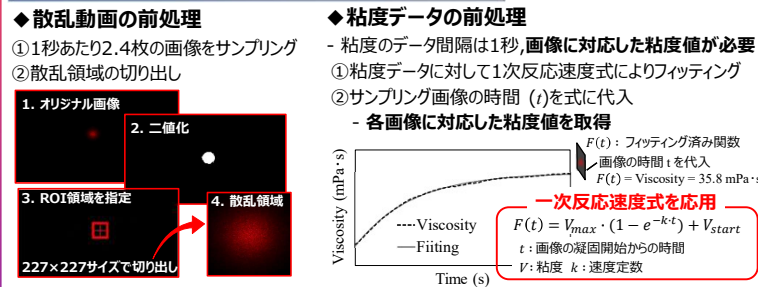 ◆散乱動画の前処理
①1秒あたり2.4枚の画像をサンプリング
②散乱領域の切り出し
1. オリジナル画像
2. 二値化
3. ROI領域を指定
4. 散乱領域
227×227サイズで切り出し
◆粘度データの前処理
- 粘度のデータ間隔は1秒,画像に対応した粘度値が必要
①粘度データに対して1次反応速度式によりフィッティング
②サンプリング画像の時間 (t)を式に代入
- 各画像に対応した粘度値を取得
F(t)：フィッティング済み関数
画像の時間 t を代入
F(t) = Viscosity = 35.8 mPa·s
Viscosity (mPa·s)
----Viscosity
—Fiiting
Time (s)
一次反応速度式を応用
F(t) = V_max · (1 − e^{−k·t}) + V_start
t：画像の凝固開始からの時間
V：粘度 k：速度定数